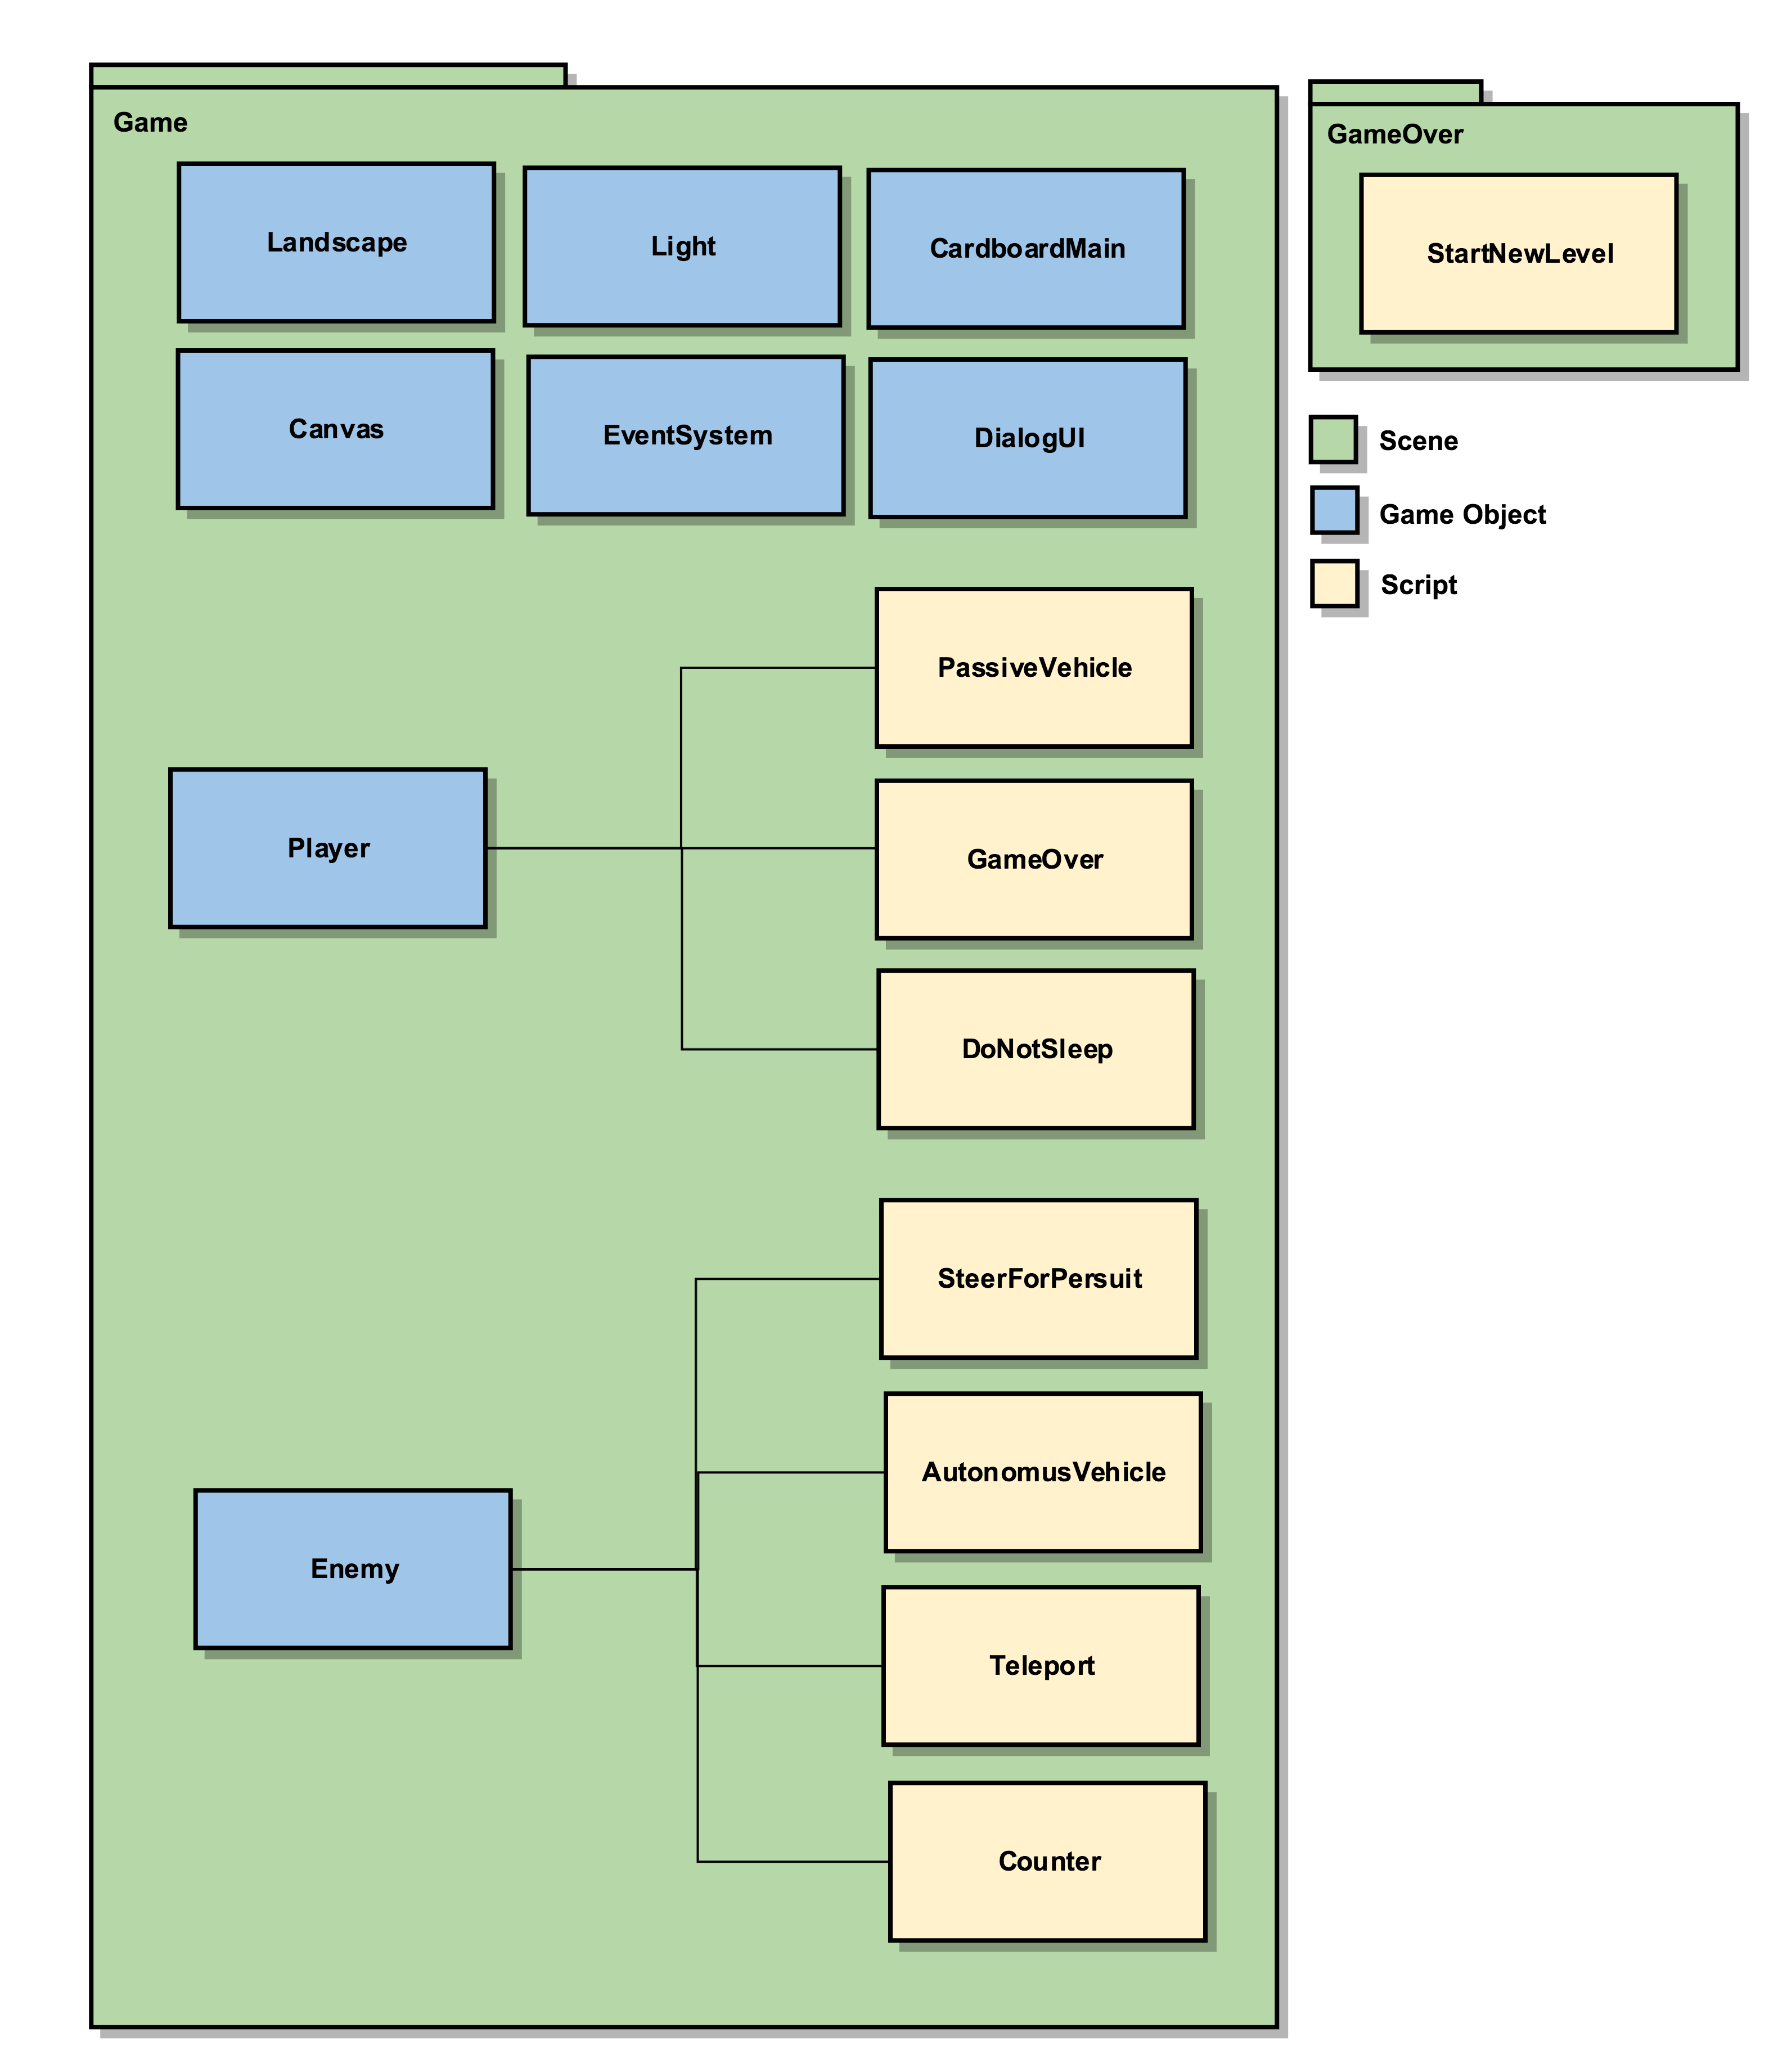 Game
Landscape
Light
CardboardMain
Canvas
EventSystem
DialogUI
PassiveVehicle
Player
GameOver
DoNotSleep
SteerForPersuit
AutonomusVehicle
Enemy
Teleport
Counter
GameOver
StartNewLevel
Scene
Game Object
Script